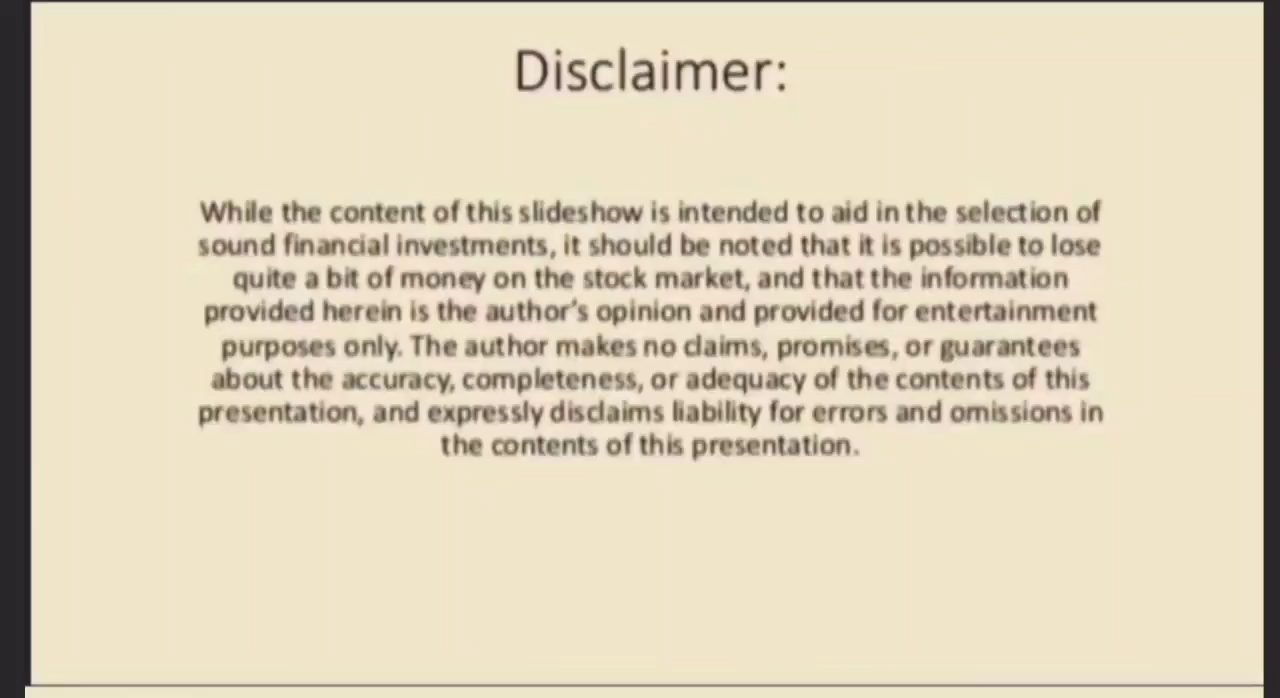 Disclaimer:
While the content of this slideshow is intended to aid in the selection of
sound financial investments, it should be noted that it is possible to lose
quite a bit of money on the stock market, and that the information
provided herein is the author's opinion and provided for entertainment
purposes only. The author makes no claims, promises, or guarantees
about the accuracy, completeness, or adequacy of the contents of this
presentation, and expressly disclaims liability for errors and omissions in
the contents of this presentation.